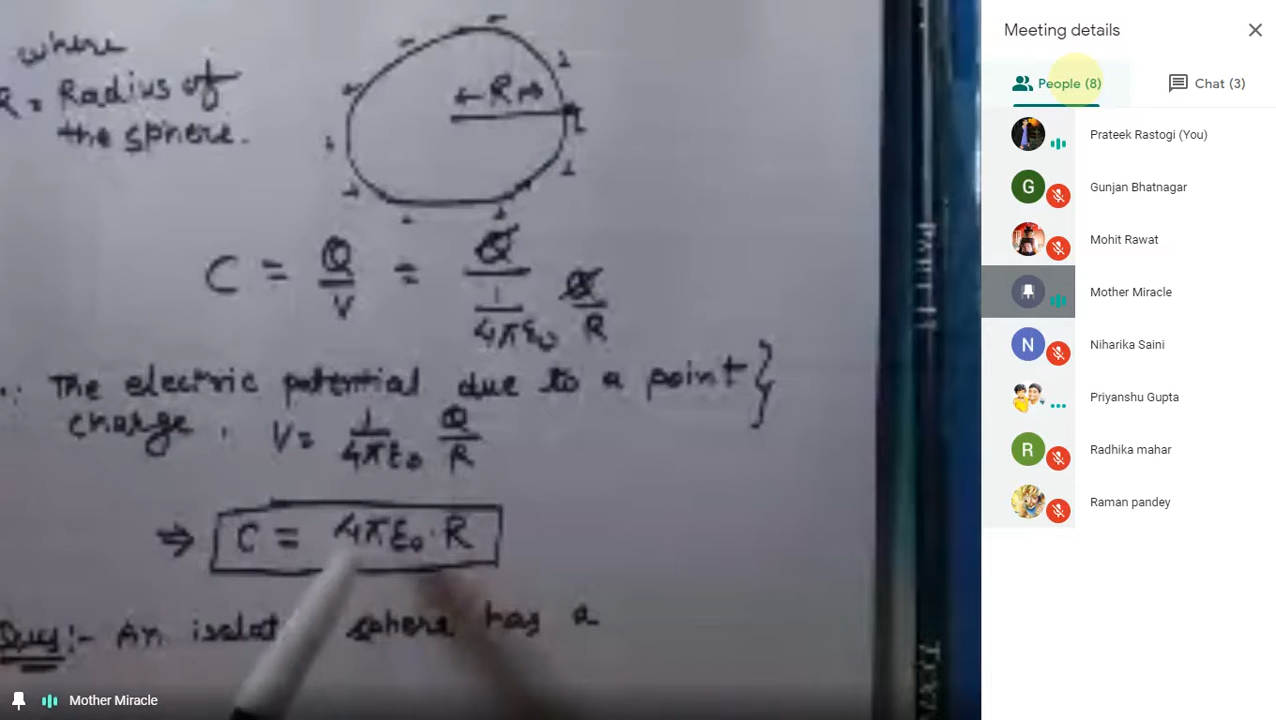 where
R = Radius of
the sphere.
← R →
C = Q/V = Q / (1/4πε₀ Q/R)
∴ The electric potential due to a point }
charge. V = 1/4πε₀ Q/R
⇒ C = 4πε₀·R
Ques:- An isolat sphere has a
Mother Miracle
Meeting details
People (8)
Chat (3)
Prateek Rastogi (You)
G Gunjan Bhatnagar
Mohit Rawat
Mother Miracle
N Niharika Saini
Priyanshu Gupta
R Radhika mahar
Raman pandey